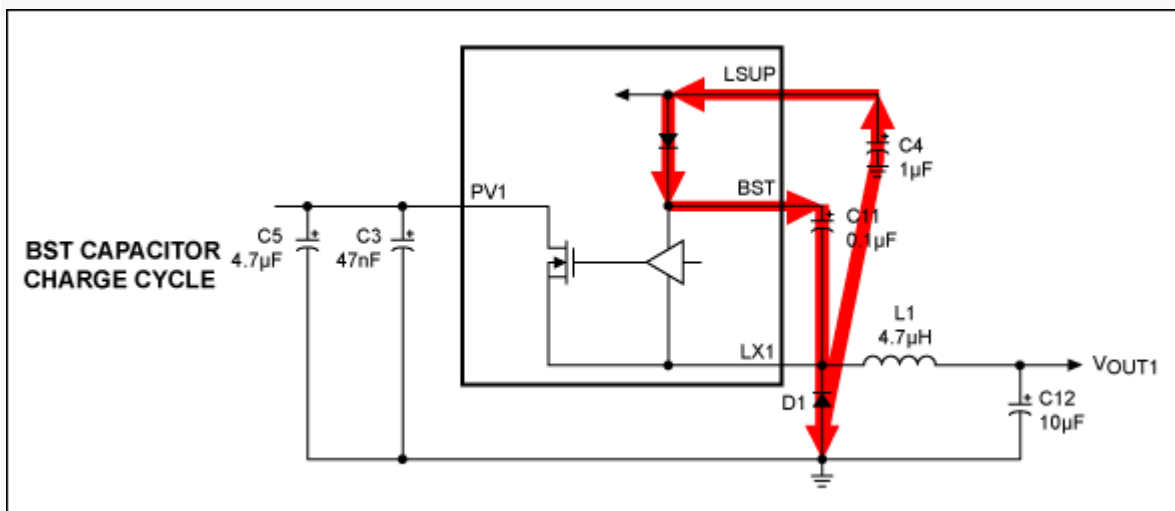 LSUP
C4
1µF
PV1
BST
C5
4.7µF
C3
47nF
C11
0.1µF
BST CAPACITOR
CHARGE CYCLE
L1
4.7µH
LX1
VOUT1
D1
C12
10µF